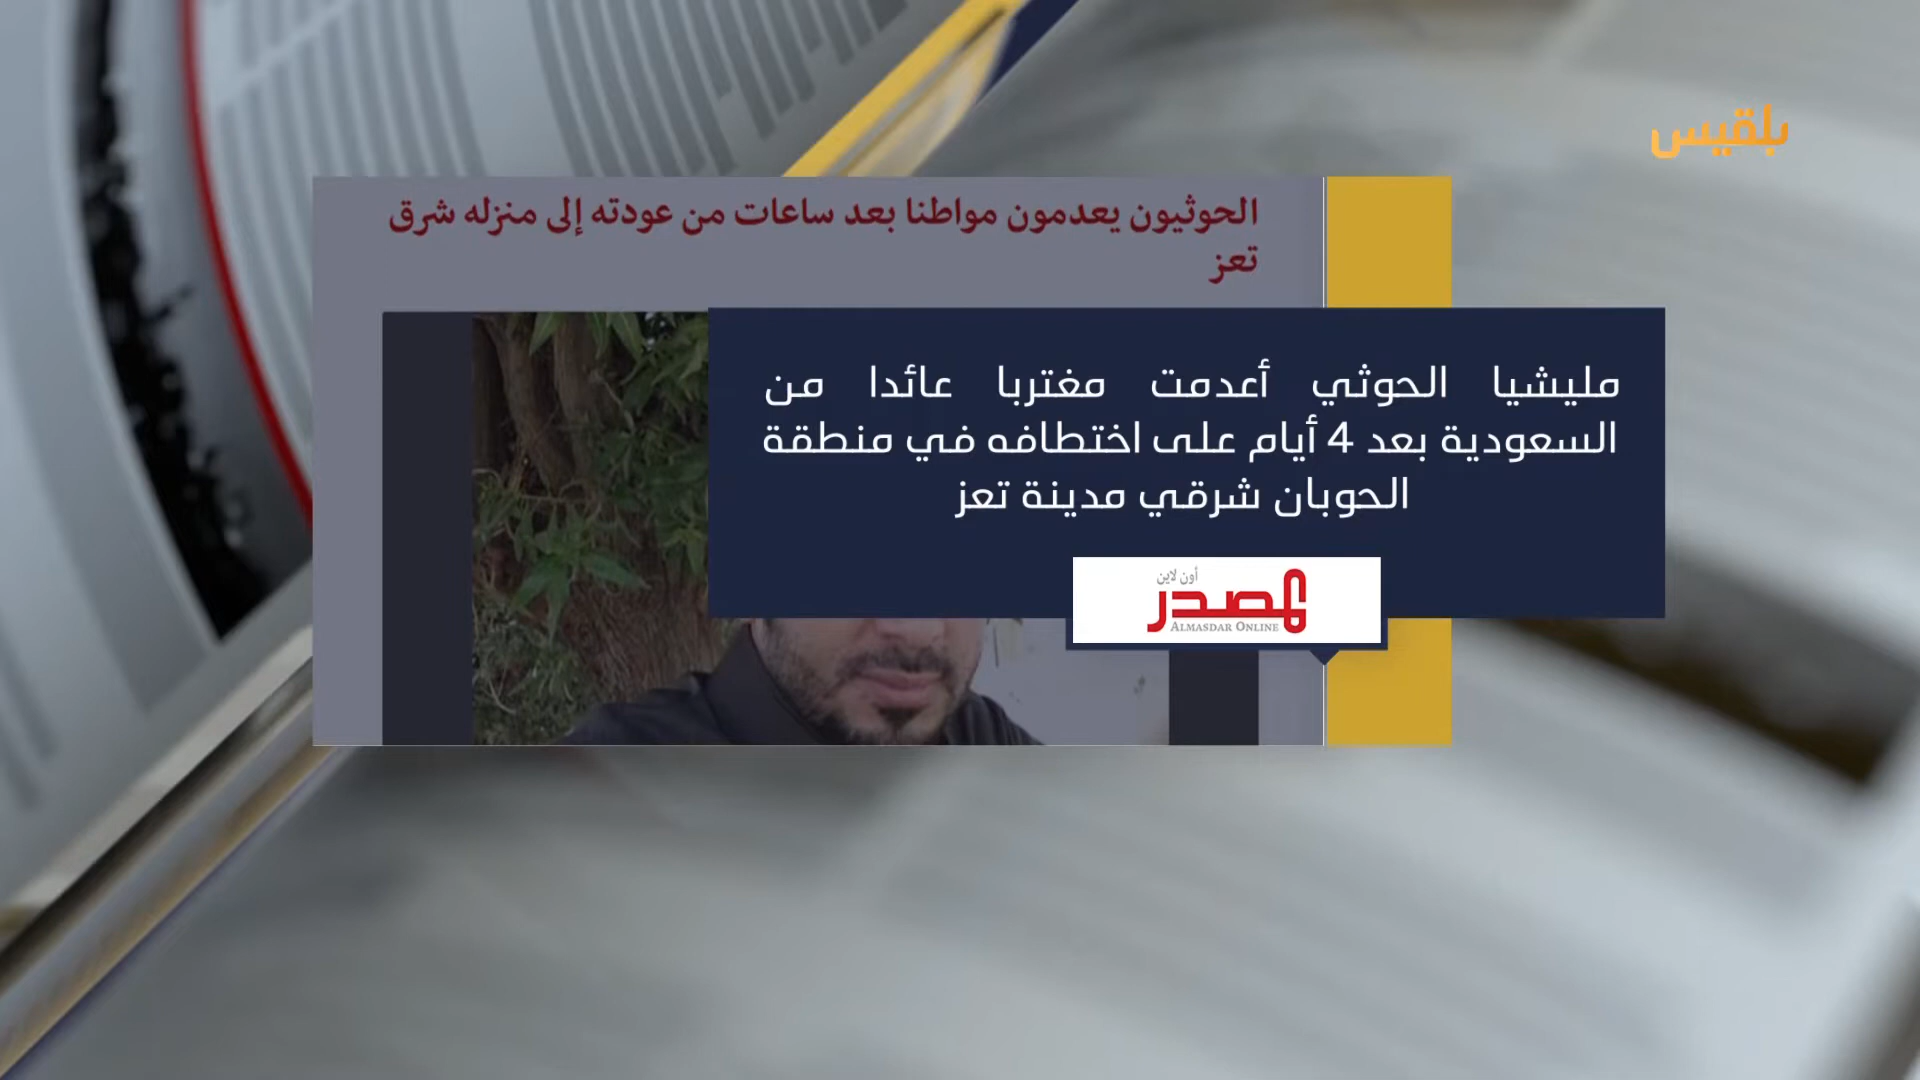 بلقيس
الحوثيون يعدمون مواطنا بعد ساعات من عودته إلى منزله شرق
تعز
مليشيا الحوثي أعدمت مغتربا عائدا من
السعودية بعد 4 أيام على اختطافه في منطقة
الحوبان شرقي مدينة تعز
المصدر
أون لاين
ALMASDAR ONLINE